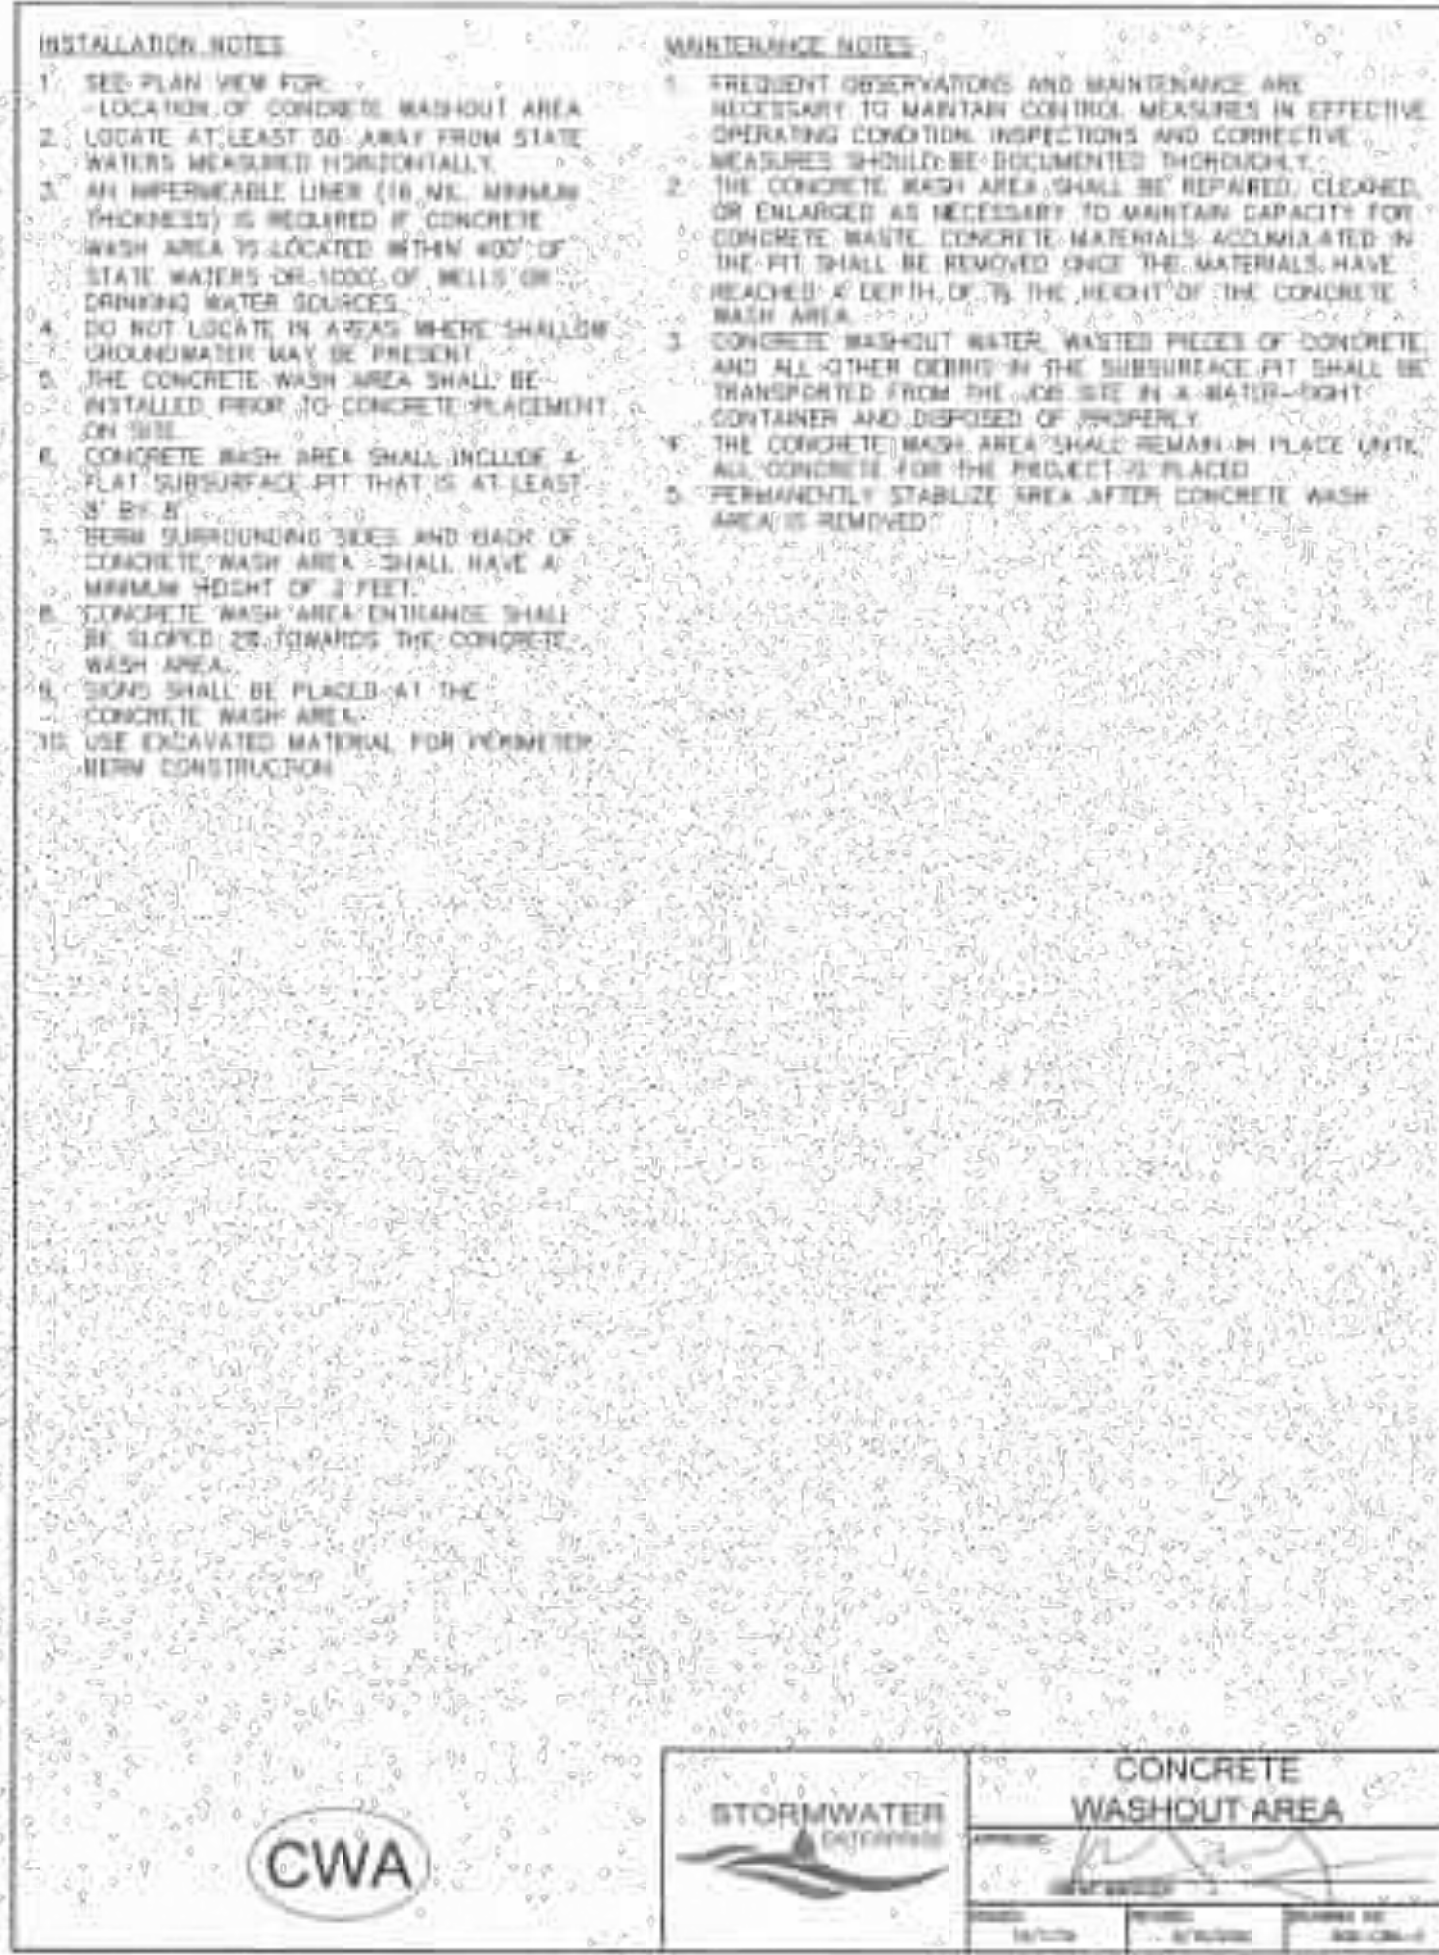 INSTALLATION NOTES
1. SEE PLAN VIEW FOR:
-LOCATION OF CONCRETE WASHOUT AREA
2. LOCATE AT LEAST 50' AWAY FROM STATE
WATERS MEASURED HORIZONTALLY.
3. AN IMPERMEABLE LINER (16 MIL. MINIMUM
THICKNESS) IS REQUIRED IF CONCRETE
WASH AREA IS LOCATED WITHIN 400' OF
STATE WATERS OR 1000' OF WELLS OR
DRINKING WATER SOURCES.
4. DO NOT LOCATE IN AREAS WHERE SHALLOW
GROUNDWATER MAY BE PRESENT.
5. THE CONCRETE WASH AREA SHALL BE
INSTALLED PRIOR TO CONCRETE PLACEMENT
ON SITE.
6. CONCRETE WASH AREA SHALL INCLUDE A
FLAT SUBSURFACE PIT THAT IS AT LEAST
8' BY 8'
7. BERM SURROUNDING SIDES AND BACK OF
CONCRETE WASH AREA SHALL HAVE A
MINIMUM HEIGHT OF 2 FEET.
8. CONCRETE WASH AREA ENTRANCE SHALL
BE SLOPED 2% TOWARDS THE CONCRETE
WASH AREA.
9. SIGNS SHALL BE PLACED AT THE
CONCRETE WASH AREA.
10. USE EXCAVATED MATERIAL FOR PERIMETER
BERM CONSTRUCTION.
MAINTENANCE NOTES
1. FREQUENT OBSERVATIONS AND MAINTENANCE ARE
NECESSARY TO MAINTAIN CONTROL MEASURES IN EFFECTIVE
OPERATING CONDITION. INSPECTIONS AND CORRECTIVE
MEASURES SHOULD BE DOCUMENTED THOROUGHLY.
2. THE CONCRETE WASH AREA SHALL BE REPAIRED, CLEANED,
OR ENLARGED AS NECESSARY TO MAINTAIN CAPACITY FOR
CONCRETE WASTE. CONCRETE MATERIALS ACCUMULATED IN
THE PIT SHALL BE REMOVED ONCE THE MATERIALS HAVE
REACHED A DEPTH OF THE HEIGHT OF THE CONCRETE
WASH AREA.
3. CONCRETE WASHOUT WATER, WASTED PIECES OF CONCRETE
AND ALL OTHER DEBRIS IN THE SUBSURFACE PIT SHALL BE
TRANSPORTED FROM THE JOB SITE IN A WATER-TIGHT
CONTAINER AND DISPOSED OF PROPERLY.
4. THE CONCRETE WASH AREA SHALL REMAIN IN PLACE UNTIL
ALL CONCRETE FOR THE PROJECT IS PLACED
5. PERMANENTLY STABILIZE AREA AFTER CONCRETE WASH
AREA IS REMOVED
CWA
STORMWATER
ENTERPRISE
CONCRETE
WASHOUT AREA
APPROVED:
ISSUED:
REVISED:
DRAWING NO.